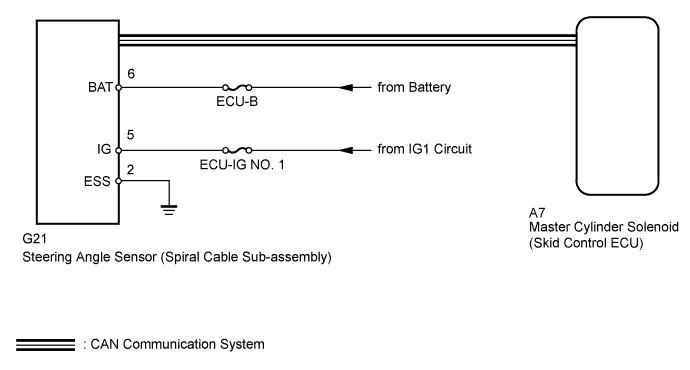 6
BAT
from Battery
ECU-B
5
IG
from IG1 Circuit
ECU-IG NO. 1
2
ESS
G21
Steering Angle Sensor (Spiral Cable Sub-assembly)
A7
Master Cylinder Solenoid
(Skid Control ECU)
: CAN Communication System